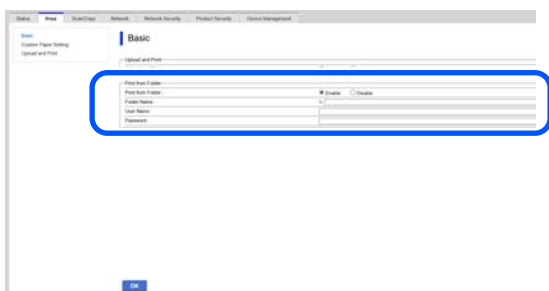 Status Print Scan/Copy Network Network Security Product Security Device Management
Basic
Custom Paper Setting
Upload and Print
Basic
Upload and Print
Print from Folder
Print from Folder Enable Disable
Folder Name \\
User Name
Password
OK